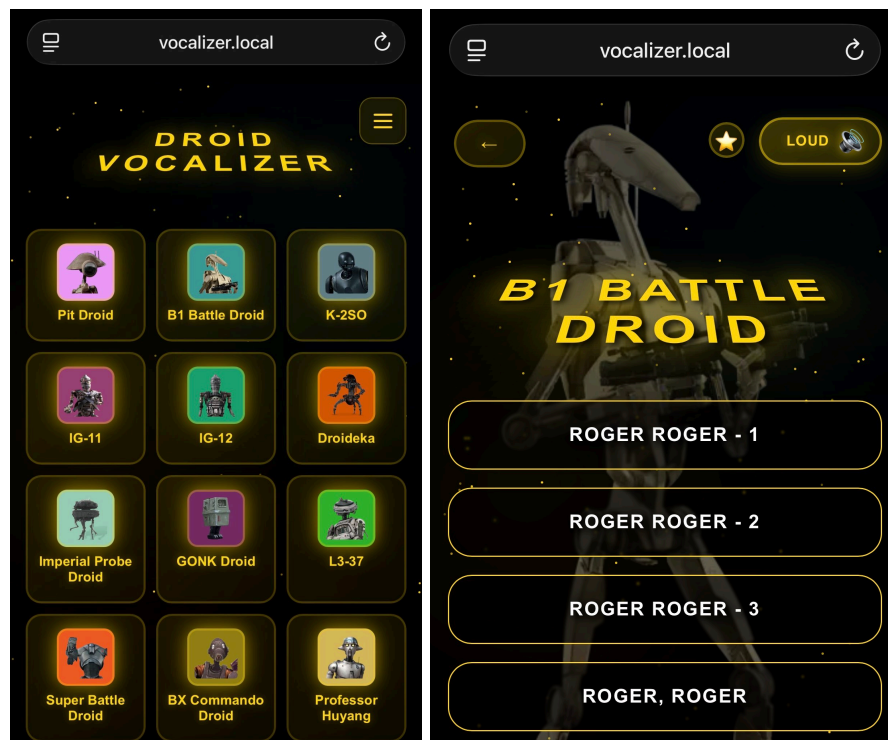 vocalizer.local
DROID
VOCALIZER
Pit Droid
B1 Battle Droid
K-2SO
IG-11
IG-12
Droideka
Imperial Probe
Droid
GONK Droid
L3-37
Super Battle
Droid
BX Commando
Droid
Professor
Huyang
vocalizer.local
←
LOUD
B1 BATTLE
DROID
ROGER ROGER - 1
ROGER ROGER - 2
ROGER ROGER - 3
ROGER, ROGER